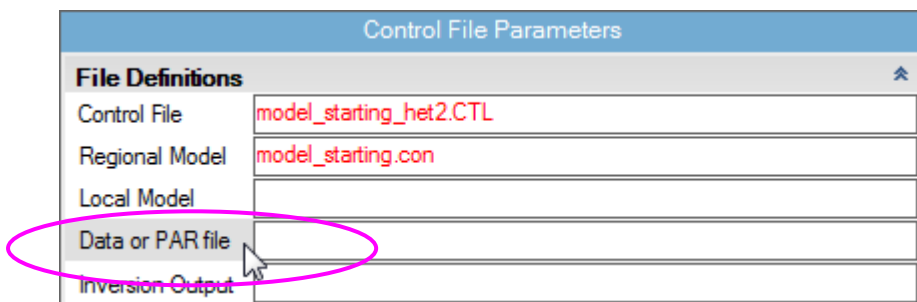 Control File Parameters
File Definitions
Control File model_starting_het2.CTL
Regional Model model_starting.con
Local Model
Data or PAR file
Inversion Output